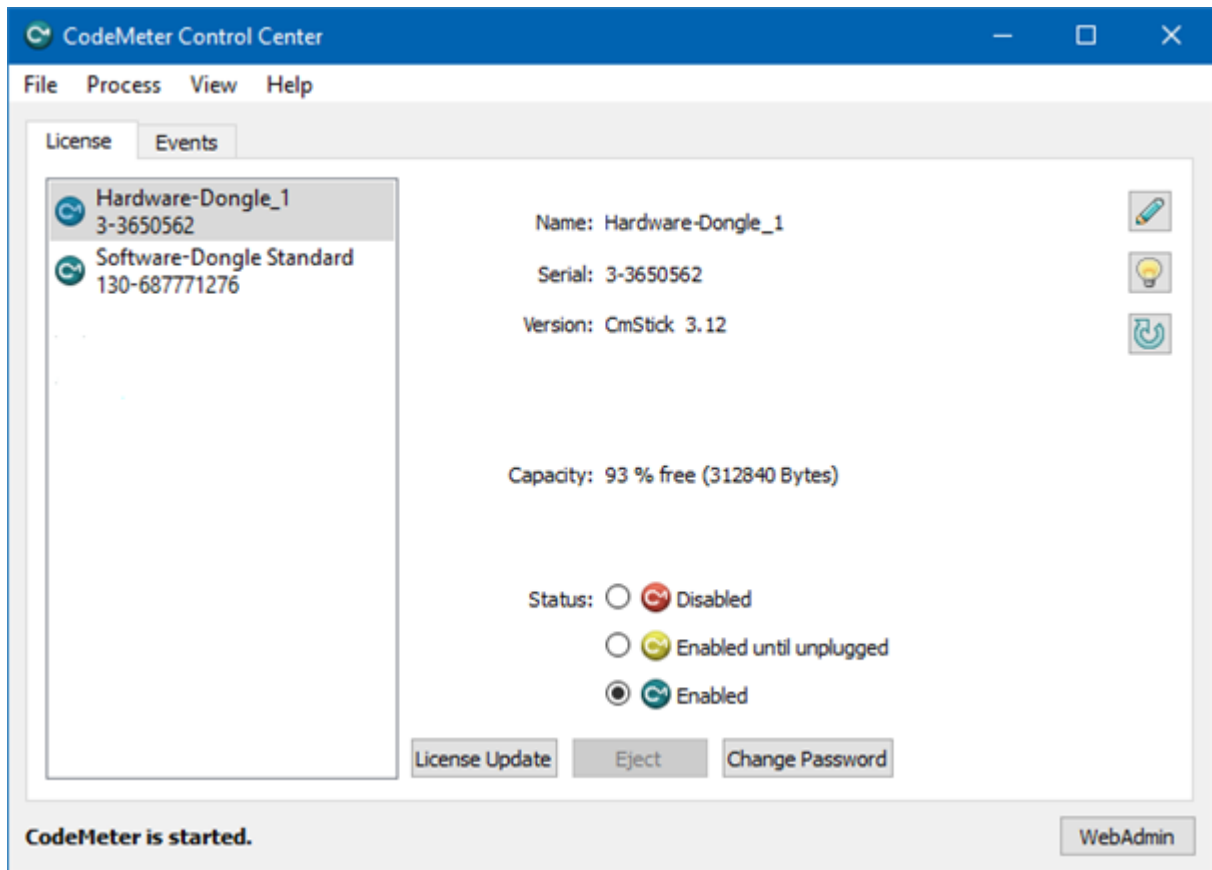 CodeMeter Control Center
File Process View Help
License Events
Hardware-Dongle_1
3-3650562
Software-Dongle Standard
130-687771276
Name: Hardware-Dongle_1
Serial: 3-3650562
Version: CmStick 3.12
Capacity: 93 % free (312840 Bytes)
Status: Disabled
Enabled until unplugged
Enabled
License Update Eject Change Password
CodeMeter is started. WebAdmin